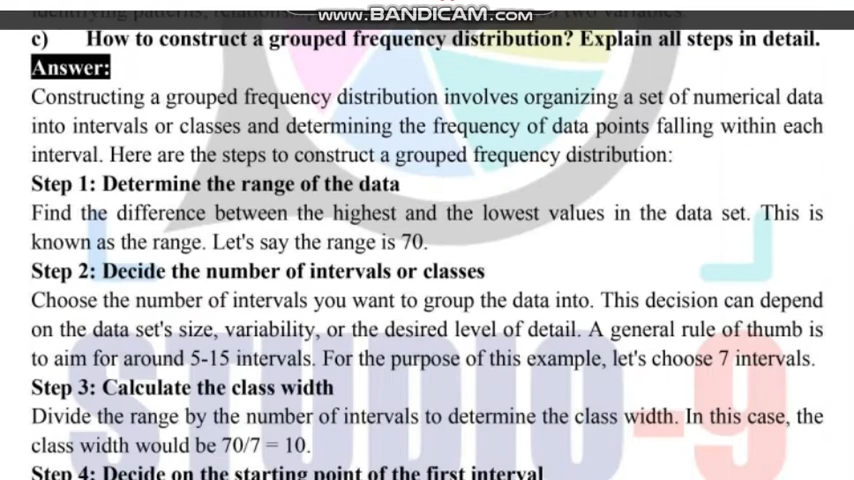 identifying patterns, relations
www.BANDICAM.com
two variables.
c) How to construct a grouped frequency distribution? Explain all steps in detail.
Answer:
Constructing a grouped frequency distribution involves organizing a set of numerical data
into intervals or classes and determining the frequency of data points falling within each
interval. Here are the steps to construct a grouped frequency distribution:
Step 1: Determine the range of the data
Find the difference between the highest and the lowest values in the data set. This is
known as the range. Let's say the range is 70.
Step 2: Decide the number of intervals or classes
Choose the number of intervals you want to group the data into. This decision can depend
on the data set's size, variability, or the desired level of detail. A general rule of thumb is
to aim for around 5-15 intervals. For the purpose of this example, let's choose 7 intervals.
Step 3: Calculate the class width
Divide the range by the number of intervals to determine the class width. In this case, the
class width would be 70/7 = 10.
Step 4: Decide on the starting point of the first interval
STUDIO-9